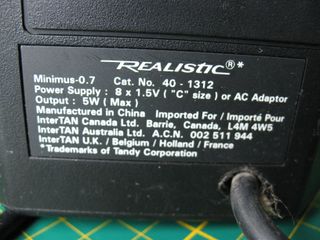 REALISTIC®*
Minimus-0.7 Cat. No. 40-1312
Power Supply : 8 x 1.5V ( "C" size ) or AC Adaptor
Output : 5W ( Max )
Manufactured in China Imported For / Importé Pour
InterTAN Canada Ltd. Barrie, Canada, L4M 4W5
InterTAN Australia Ltd. A.C.N. 002 511 944
InterTAN U.K. / Belgium / Holland / France
*Trademarks of Tandy Corporation